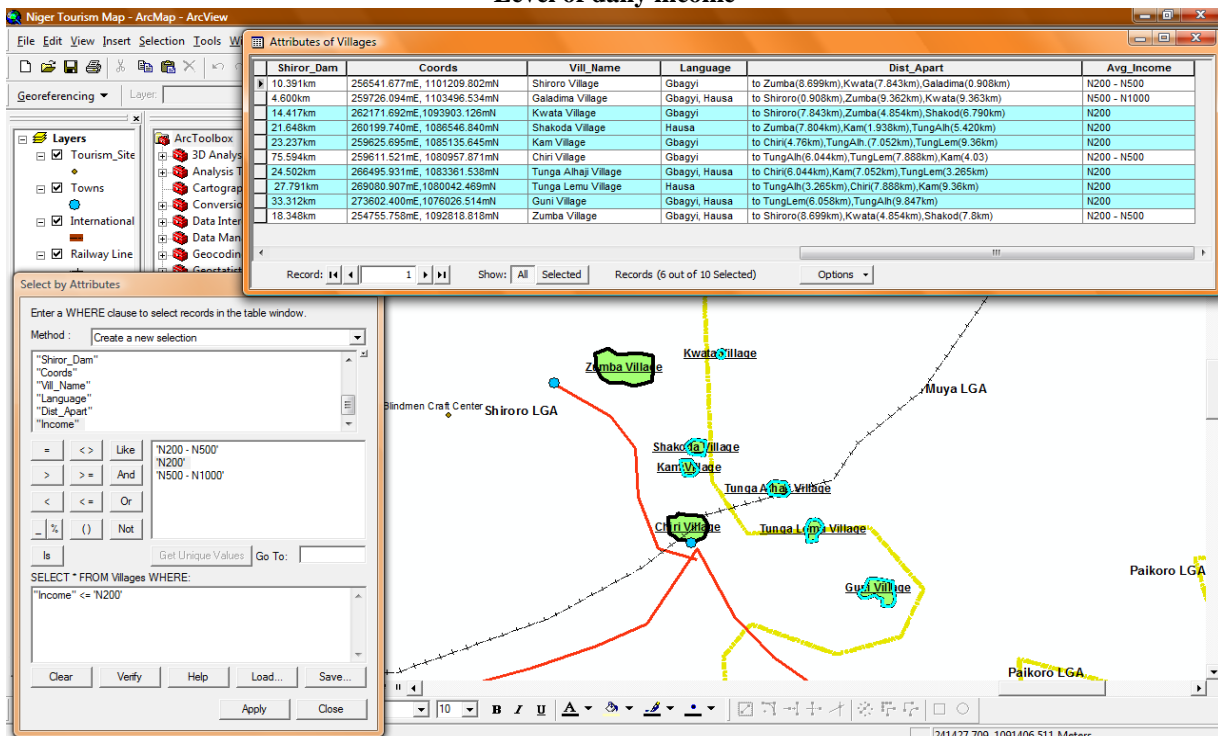 Level of daily income
Niger Tourism Map - ArcMap - ArcView
File Edit View Insert Selection Tools
Attributes of Villages
Shiror_Dam Coords Vill_Name Language Dist_Apart Avg_Income
10.391km 256541.677mE, 1101209.802mN Shiroro Village Gbagyi to Zumba(8.699km),Kwata(7.843km),Galadima(0.908km) N200 - N500
4.600km 259726.094mE, 1103496.534mN Galadima Village Gbagyi, Hausa to Shiroro(0.908km),Zumba(9.362km),Kwata(9.363km) N500 - N1000
14.417km 262171.692mE,1093903.126mN Kwata Village Gbagyi to Shiroro(7.843km),Zumba(4.854km),Shakod(6.790km) N200
21.648km 260199.740mE, 1086546.840mN Shakoda Village Hausa to Zumba(7.804km),Kam(1.938km),TungAlh(5.420km) N200
23.237km 259625.695mE, 1085135.645mN Kam Village Gbagyi to Chiri(4.76km),TungAlh.(7.052km),TungLem(9.36km) N200
75.594km 259611.521mE, 1080957.871mN Chiri Village Gbagyi to TungAlh(6.044km),TungLem(7.888km),Kam(4.03) N200 - N500
24.502km 266495.931mE, 1083361.538mN Tunga Alhaji Village Gbagyi, Hausa to Chiri(6.044km),Kam(7.052km),TungLem(3.265km) N200
27.791km 269080.907mE,1080042.469mN Tunga Lemu Village Hausa to TungAlh(3.265km),Chiri(7.888km),Kam(9.36km) N200
33.312km 273602.400mE,1076026.514mN Guni Village Gbagyi, Hausa to TungLem(6.058km),TungAlh(9.847km) N200
18.348km 254755.758mE, 1092818.818mN Zumba Village Gbagyi, Hausa to Shiroro(8.699km),Kwata(4.854km),Shakod(7.8km) N200 - N500
Record: 1 Show: All Selected Records (6 out of 10 Selected) Options
Georeferencing Layer:
Layers
Tourism_Site
Towns
International
Railway Line
ArcToolbox
3D Analys
Analysis T
Cartograp
Conversio
Data Inter
Data Man
Geocodin
Geostatist
Select by Attributes
Enter a WHERE clause to select records in the table window.
Method : Create a new selection
"Shiror_Dam"
"Coords"
"Vill_Name"
"Language"
"Dist_Apart"
"Income"
= <> Like
> >= And
< <= Or
_ % () Not
Is
'N200 - N500'
'N200'
'N500 - N1000'
Get Unique Values Go To:
SELECT * FROM Villages WHERE:
"Income" <= 'N200'
Clear Verify Help Load... Save...
Apply Close
Kwata Village
Zumba Village
Muya LGA
Blindmen Craft Center
Shiroro LGA
Shakoda Village
Kam Village
Tunga Alhaji Village
Chiri Village
Tunga Lemu Village
Paikoro LGA
Guni Village
Paikoro LGA
10 B I U A
241427.709 1091406.511 Meters